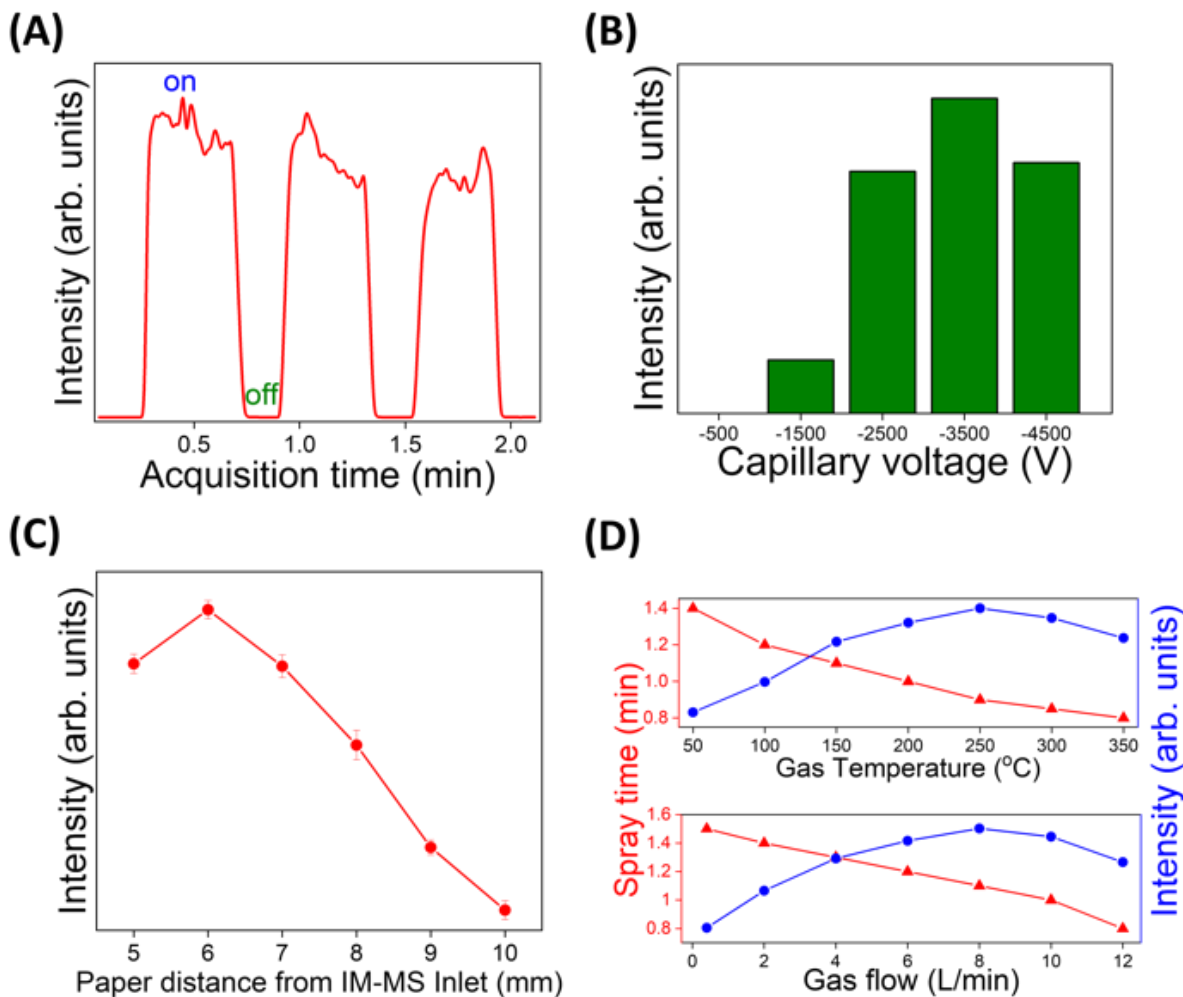 (A)
Intensity (arb. units)
on
off
0.5 1.0 1.5 2.0
Acquisition time (min)
(B)
Intensity (arb. units)
-500 -1500 -2500 -3500 -4500
Capillary voltage (V)
(C)
Intensity (arb. units)
5 6 7 8 9 10
Paper distance from IM-MS Inlet (mm)
(D)
Spray time (min)
1.4
1.2
1.0
0.8
50 100 150 200 250 300 350
Gas Temperature (°C)
1.6
1.4
1.2
1
0.8
0 2 4 6 8 10 12
Gas flow (L/min)
Intensity (arb. units)